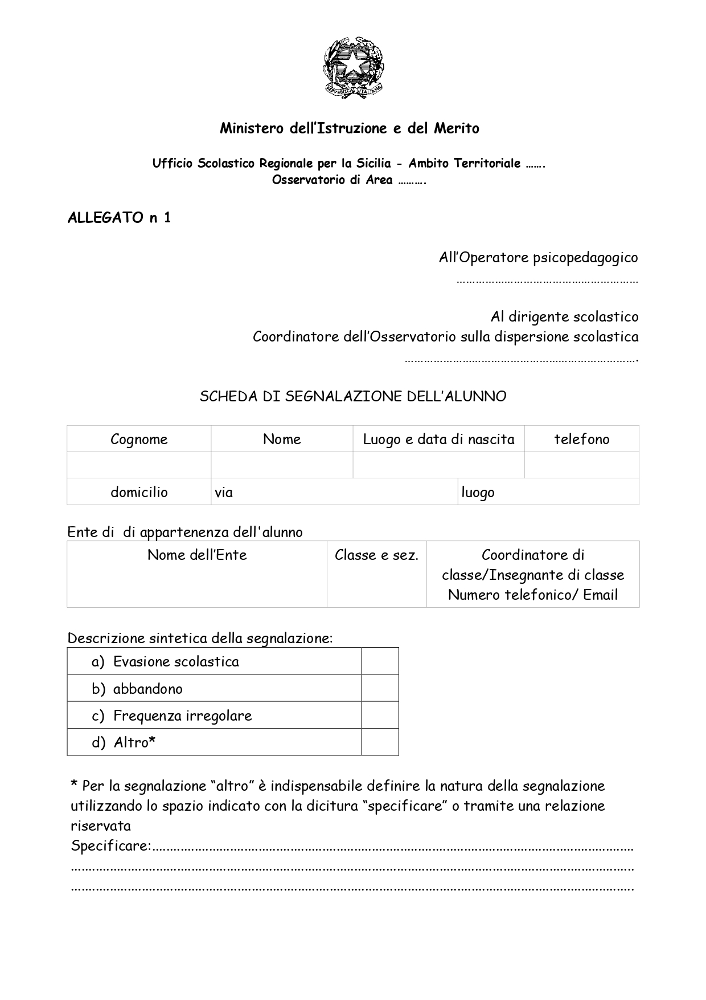 REPVBBLICA ITALIANA
Ministero dell’Istruzione e del Merito
Ufficio Scolastico Regionale per la Sicilia - Ambito Territoriale …….
Osservatorio di Area ……….
ALLEGATO n 1
All’Operatore psicopedagogico
…………………………………………………
Al dirigente scolastico
Coordinatore dell’Osservatorio sulla dispersione scolastica
……………………………………………………………….
SCHEDA DI SEGNALAZIONE DELL’ALUNNO
Cognome Nome Luogo e data di nascita telefono
domicilio via luogo
Ente di  di appartenenza dell'alunno
Nome dell’Ente Classe e sez. Coordinatore di
classe/Insegnante di classe
Numero telefonico/ Email
Descrizione sintetica della segnalazione:
a) Evasione scolastica
b) abbandono
c) Frequenza irregolare
d) Altro*
* Per la segnalazione “altro” è indispensabile definire la natura della segnalazione
utilizzando lo spazio indicato con la dicitura “specificare” o tramite una relazione
riservata
Specificare:.......................................................................................................................................
..............................................................................................................................................................
..............................................................................................................................................................